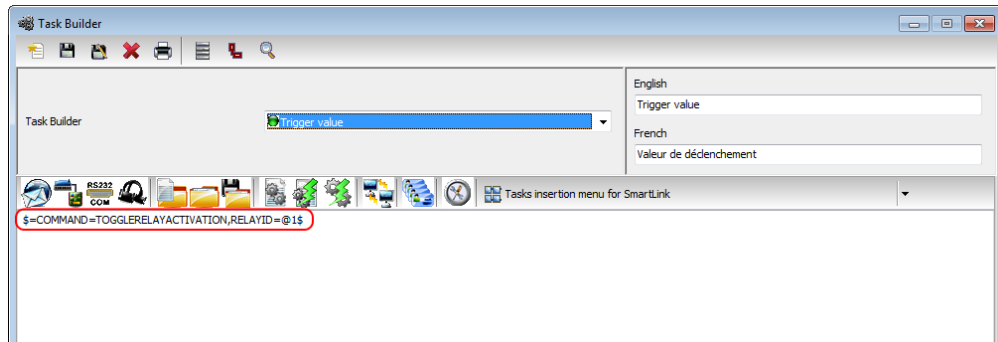 Task Builder
English
Trigger value
Task Builder
Trigger value
French
Valeur de déclenchement
RS232
COM
Tasks insertion menu for SmartLink
$=COMMAND=TOGGLERELAYACTIVATION,RELAYID=@1$